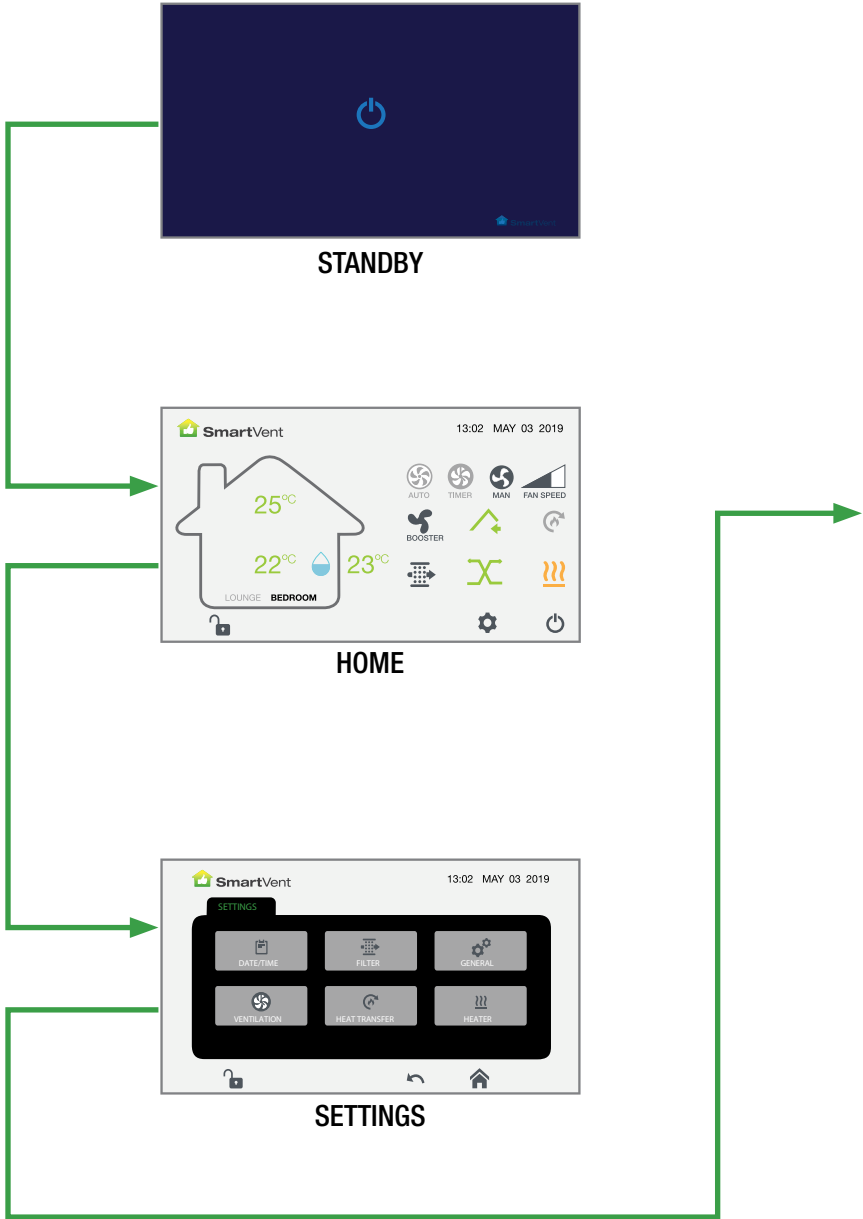 SmartVent
STANDBY
SmartVent
13:02 MAY 03 2019
25°C
AUTO TIMER MAN FAN SPEED
BOOSTER
22°C 23°C
LOUNGE BEDROOM
HOME
SmartVent
13:02 MAY 03 2019
SETTINGS
DATE/TIME FILTER GENERAL
VENTILATION HEAT TRANSFER HEATER
SETTINGS